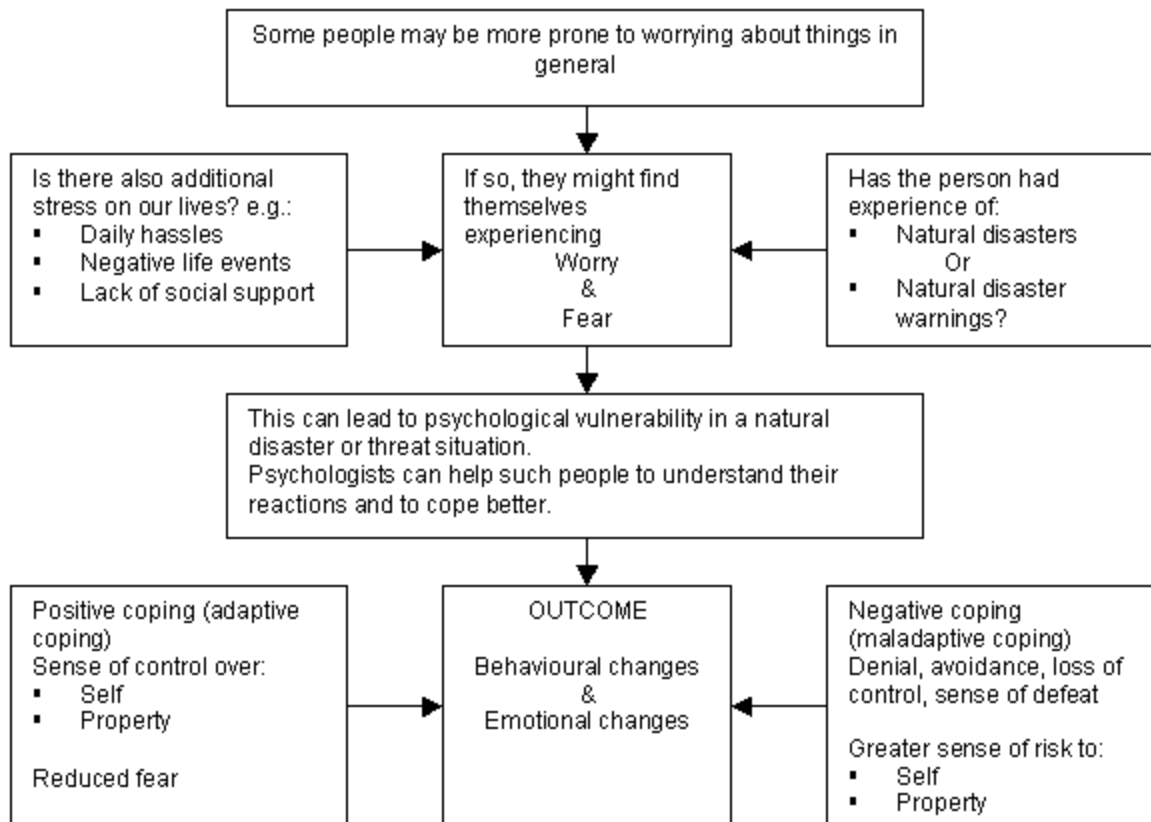 Some people may be more prone to worrying about things in
general
Is there also additional
stress on our lives? e.g.:
▪ Daily hassles
▪ Negative life events
▪ Lack of social support
If so, they might find
themselves
experiencing
Worry
&
Fear
Has the person had
experience of:
▪ Natural disasters
Or
▪ Natural disaster
warnings?
This can lead to psychological vulnerability in a natural
disaster or threat situation.
Psychologists can help such people to understand their
reactions and to cope better.
Positive coping (adaptive
coping)
Sense of control over:
▪ Self
▪ Property
Reduced fear
OUTCOME
Behavioural changes
&
Emotional changes
Negative coping
(maladaptive coping)
Denial, avoidance, loss of
control, sense of defeat
Greater sense of risk to:
▪ Self
▪ Property